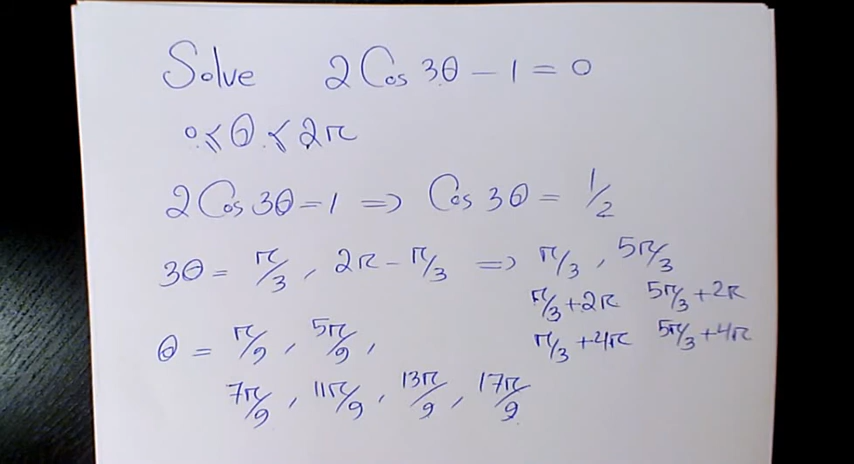 Solve 2Cos 3θ - 1 = 0
0 ≤ θ ≤ 2π
2Cos 3θ = 1 => Cos 3θ = 1/2
3θ = π/3 , 2π - π/3 => π/3 , 5π/3
π/3 + 2π 5π/3 + 2π
θ = π/9 , 5π/9 , π/3 + 4π 5π/3 + 4π
7π/9 , 11π/9 , 13π/9 , 17π/9